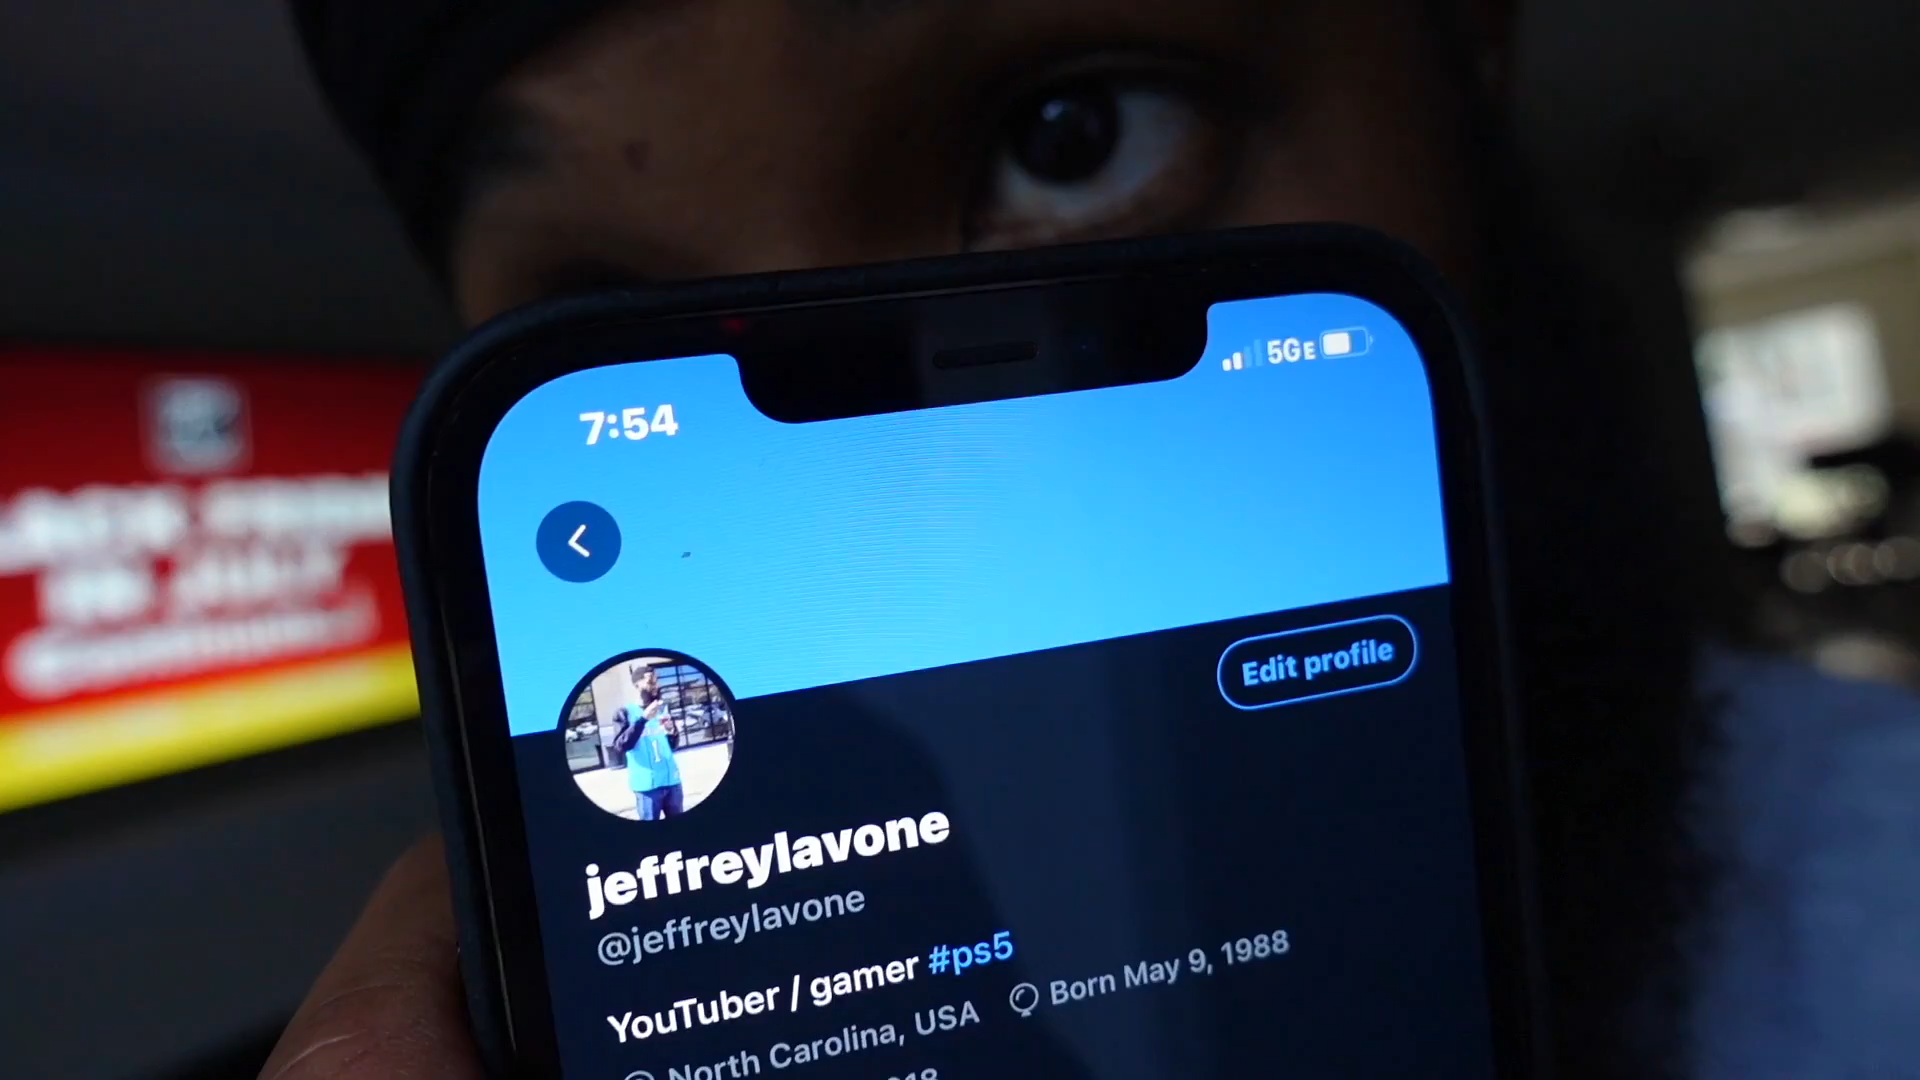 7:54
5GE
Edit profile
jeffreylavone
@jeffreylavone
YouTuber / gamer #ps5
North Carolina, USA Born May 9, 1988